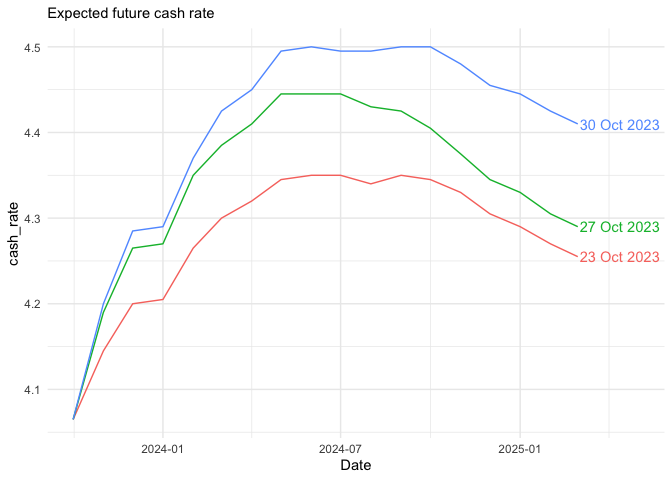 Expected future cash rate
4.5
4.4
4.3
4.2
4.1
cash_rate
30 Oct 2023
27 Oct 2023
23 Oct 2023
2024-01
2024-07
2025-01
Date